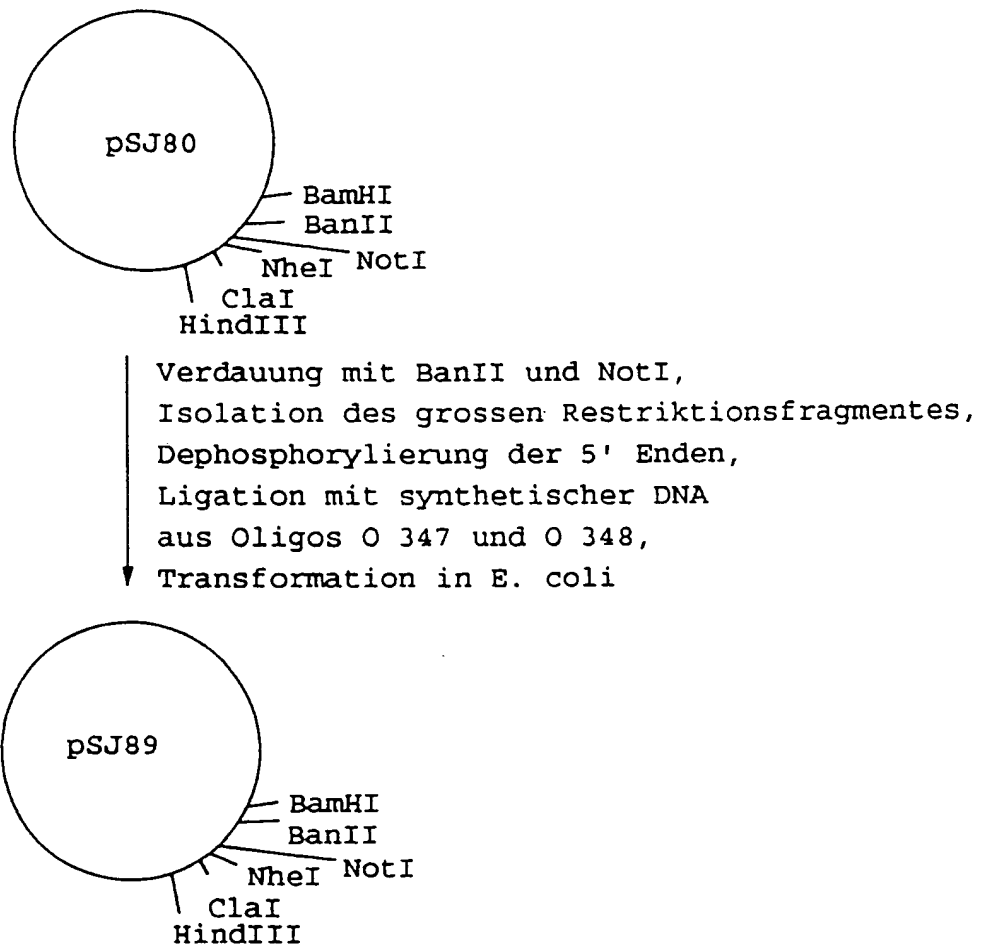 pSJ80
BamHI
BanII
NheI NotI
ClaI
HindIII
Verdauung mit BanII und NotI,
Isolation des grossen Restriktionsfragmentes,
Dephosphorylierung der 5' Enden,
Ligation mit synthetischer DNA
aus Oligos O 347 und O 348,
Transformation in E. coli
pSJ89
BamHI
BanII
NheI NotI
ClaI
HindIII